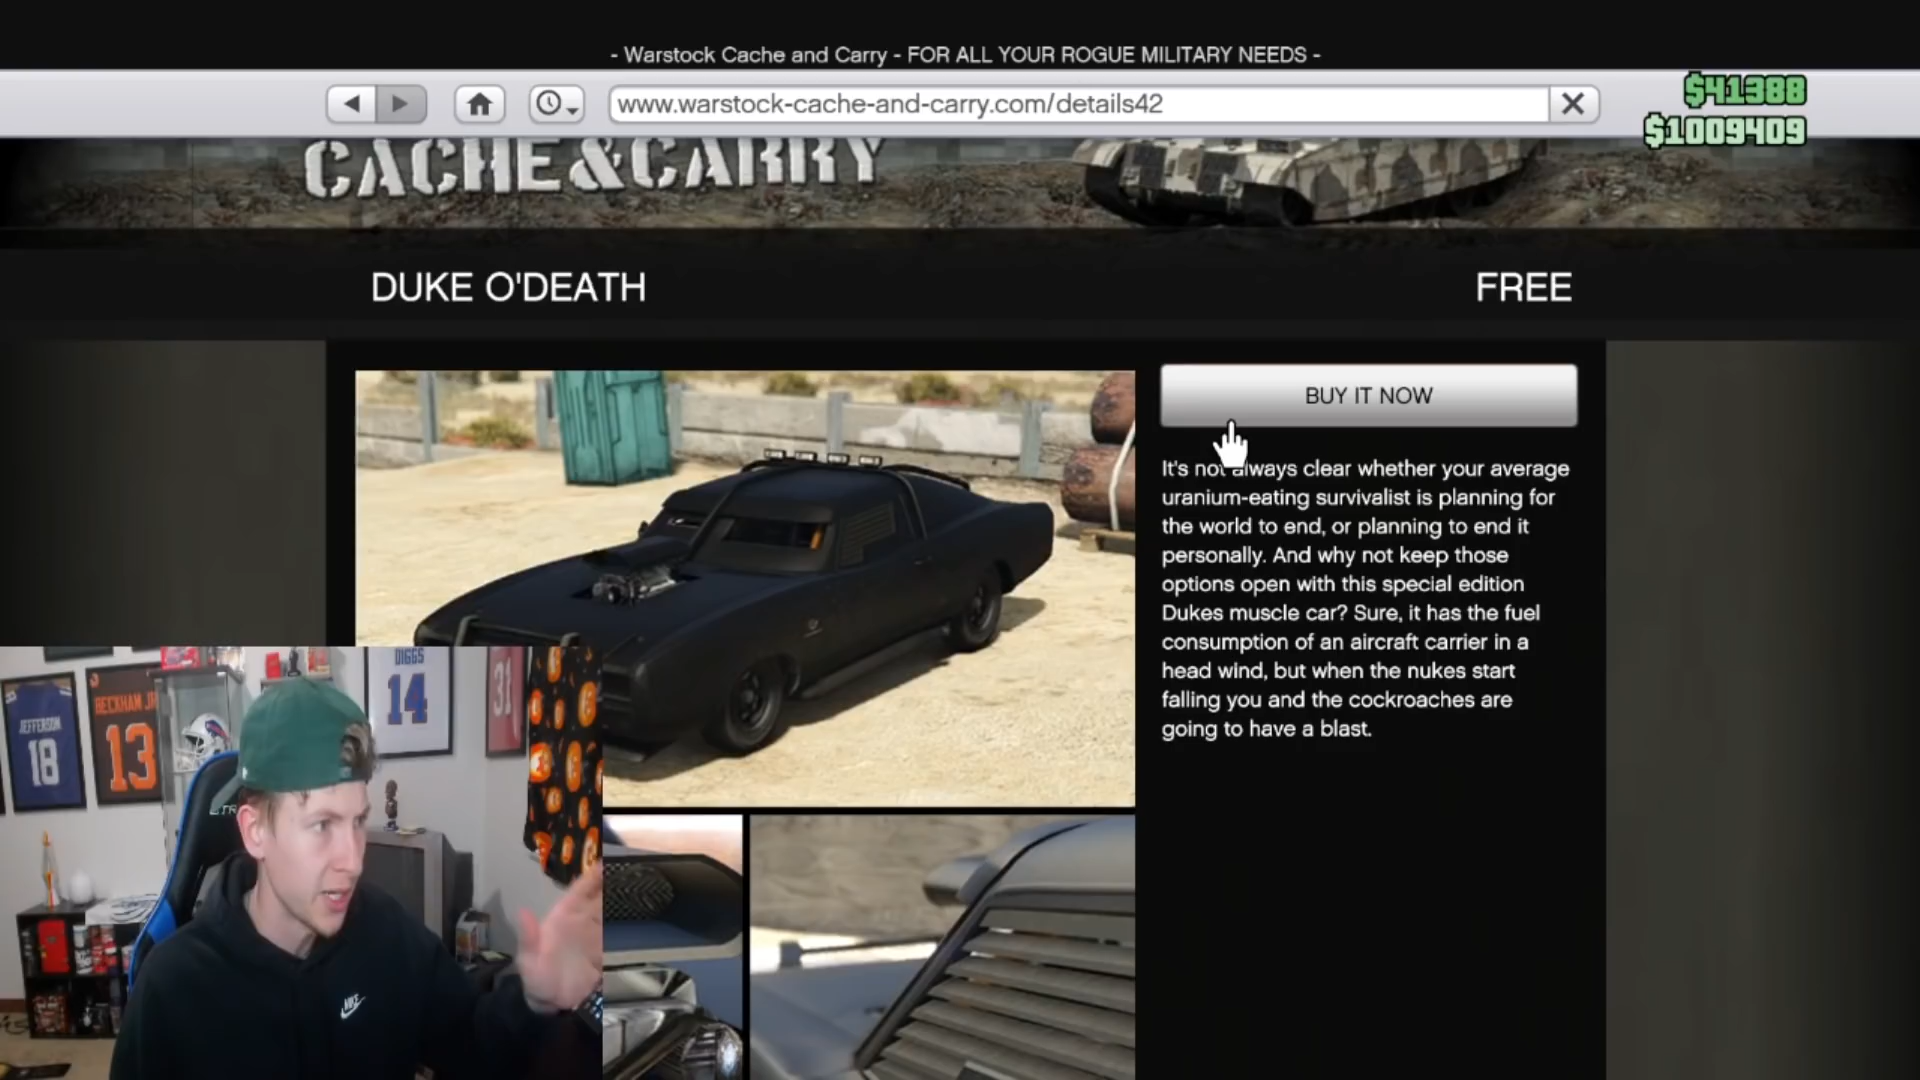 - Warstock Cache and Carry - FOR ALL YOUR ROGUE MILITARY NEEDS -
www.warstock-cache-and-carry.com/details42
$41388
$1009409
CACHE&CARRY
DUKE O'DEATH
FREE
BUY IT NOW
It's not always clear whether your average
uranium-eating survivalist is planning for
the world to end, or planning to end it
personally. And why not keep those
options open with this special edition
Dukes muscle car? Sure, it has the fuel
consumption of an aircraft carrier in a
head wind, but when the nukes start
falling you and the cockroaches are
going to have a blast.
DIGGS
14
31
JEFFERSON
18
BECKHAM JR
13
NIKE